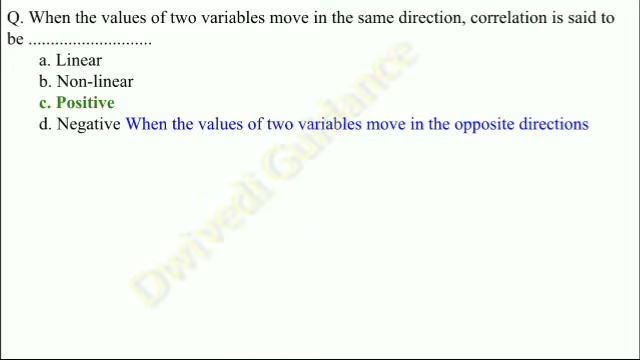 Q. When the values of two variables move in the same direction, correlation is said to
be ............................
a. Linear
b. Non-linear
c. Positive
d. Negative When the values of two variables move in the opposite directions
Dwivedi Guidance